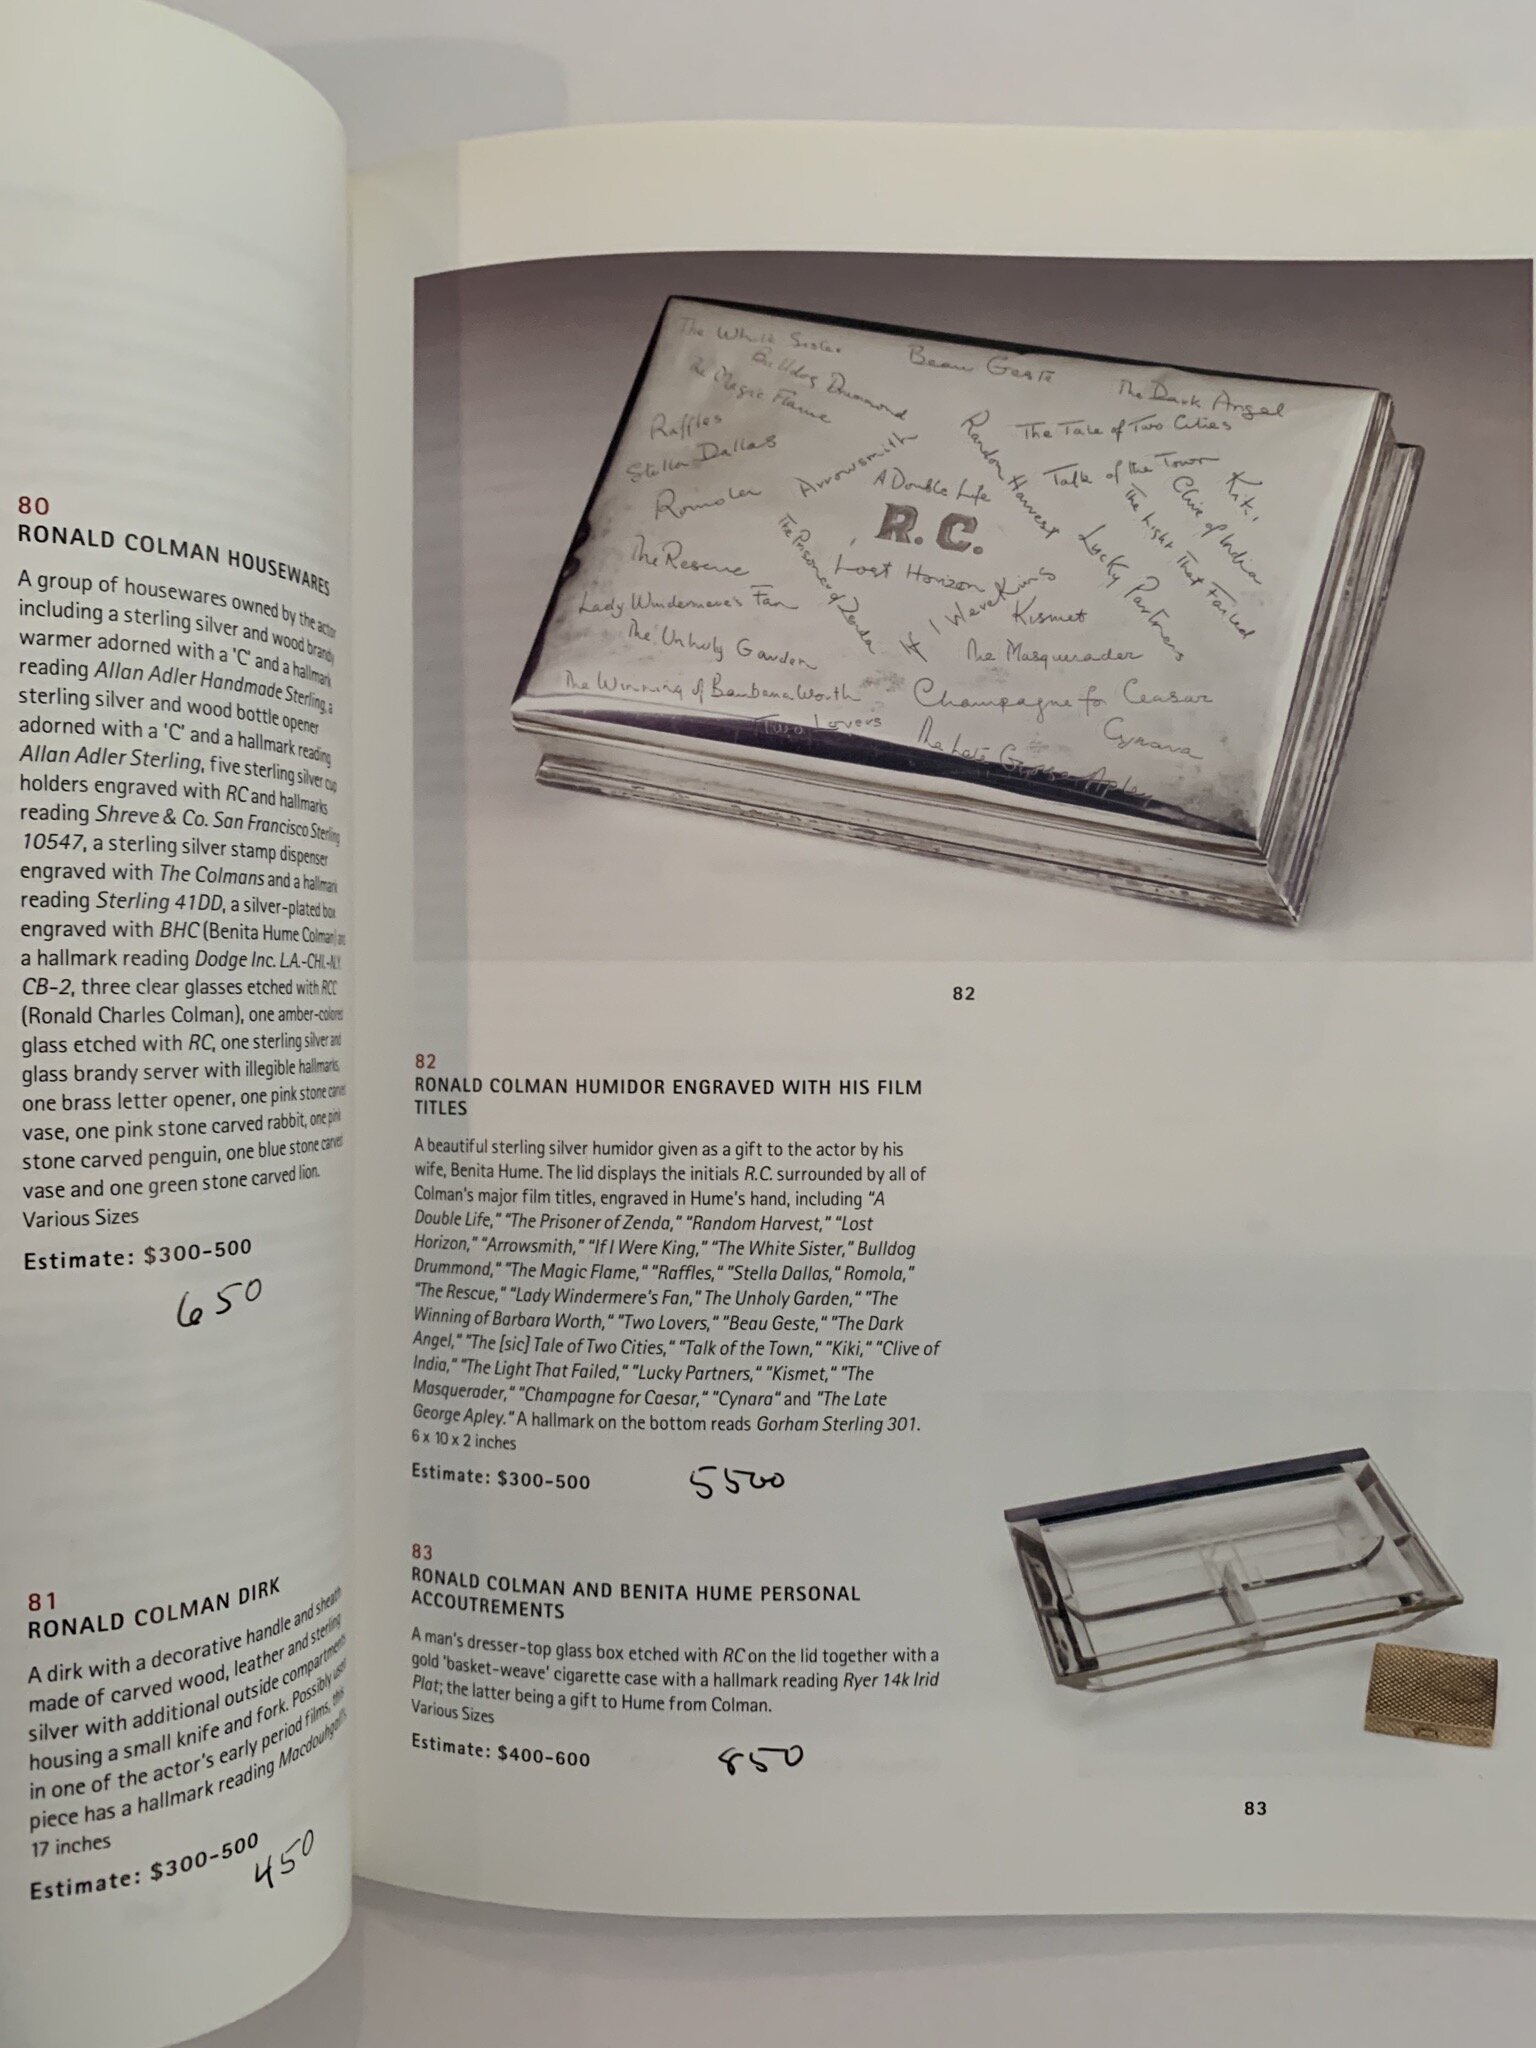 80
RONALD COLMAN HOUSEWARES
A group of housewares owned by the actor
including a sterling silver and wood brandy
warmer adorned with a 'C' and a hallmark
reading Allan Adler Handmade Sterling, a
sterling silver and wood bottle opener
adorned with a 'C' and a hallmark reading
Allan Adler Sterling, five sterling silver cup
holders engraved with RC and hallmarks
reading Shreve & Co. San Francisco Sterling
10547, a sterling silver stamp dispenser
engraved with The Colmans and a hallmark
reading Sterling 41DD, a silver-plated box
engraved with BHC (Benita Hume Colman) and
a hallmark reading Dodge Inc. L.A.-CHI.-N.Y.
CB-2, three clear glasses etched with RCC
(Ronald Charles Colman), one amber-colored
glass etched with RC, one sterling silver and
glass brandy server with illegible hallmarks,
one brass letter opener, one pink stone carved
vase, one pink stone carved rabbit, one pink
stone carved penguin, one blue stone carved
vase and one green stone carved lion.
Various Sizes
Estimate: $300-500
650
81
RONALD COLMAN DIRK
A dirk with a decorative handle and sheath
made of carved wood, leather and sterling
silver with additional outside compartments
housing a small knife and fork. Possibly used
in one of the actor's early period films, this
piece has a hallmark reading Macdouhgoffs.
17 inches
Estimate: $300-500
450
The White Sister
Beau Geste
The Dark Angel
Bulldog Drummond
The Magic Flame
Raffles
Stella Dallas
Romola
Arrowsmith
A Double Life
Random Harvest
The Tale of Two Cities
Talk of the Town
Kiki
Clive of India
The Light That Failed
Lucky Partners
R.C.
Lost Horizon
The Prisoner of Zenda
If I Were King
Kismet
The Rescue
Lady Windermere's Fan
The Unholy Garden
The Masquerader
The Winning of Barbara Worth
Champagne for Ceasar
Two Lovers
Cynara
The Late George Apley
82
82
RONALD COLMAN HUMIDOR ENGRAVED WITH HIS FILM
TITLES
A beautiful sterling silver humidor given as a gift to the actor by his
wife, Benita Hume. The lid displays the initials R.C. surrounded by all of
Colman's major film titles, engraved in Hume's hand, including "A
Double Life," "The Prisoner of Zenda," "Random Harvest," "Lost
Horizon," "Arrowsmith," "If I Were King," "The White Sister," Bulldog
Drummond," "The Magic Flame," "Raffles," "Stella Dallas," Romola,"
"The Rescue," "Lady Windermere's Fan," The Unholy Garden," "The
Winning of Barbara Worth," "Two Lovers," "Beau Geste," "The Dark
Angel," "The [sic] Tale of Two Cities," "Talk of the Town," "Kiki," "Clive of
India," "The Light That Failed," "Lucky Partners," "Kismet," "The
Masquerader," "Champagne for Caesar," "Cynara" and "The Late
George Apley." A hallmark on the bottom reads Gorham Sterling 301.
6 x 10 x 2 inches
Estimate: $300-500
5500
83
RONALD COLMAN AND BENITA HUME PERSONAL
ACCOUTREMENTS
A man's dresser-top glass box etched with RC on the lid together with a
gold 'basket-weave' cigarette case with a hallmark reading Ryer 14k Irid
Plat; the latter being a gift to Hume from Colman.
Various Sizes
Estimate: $400-600
850
83